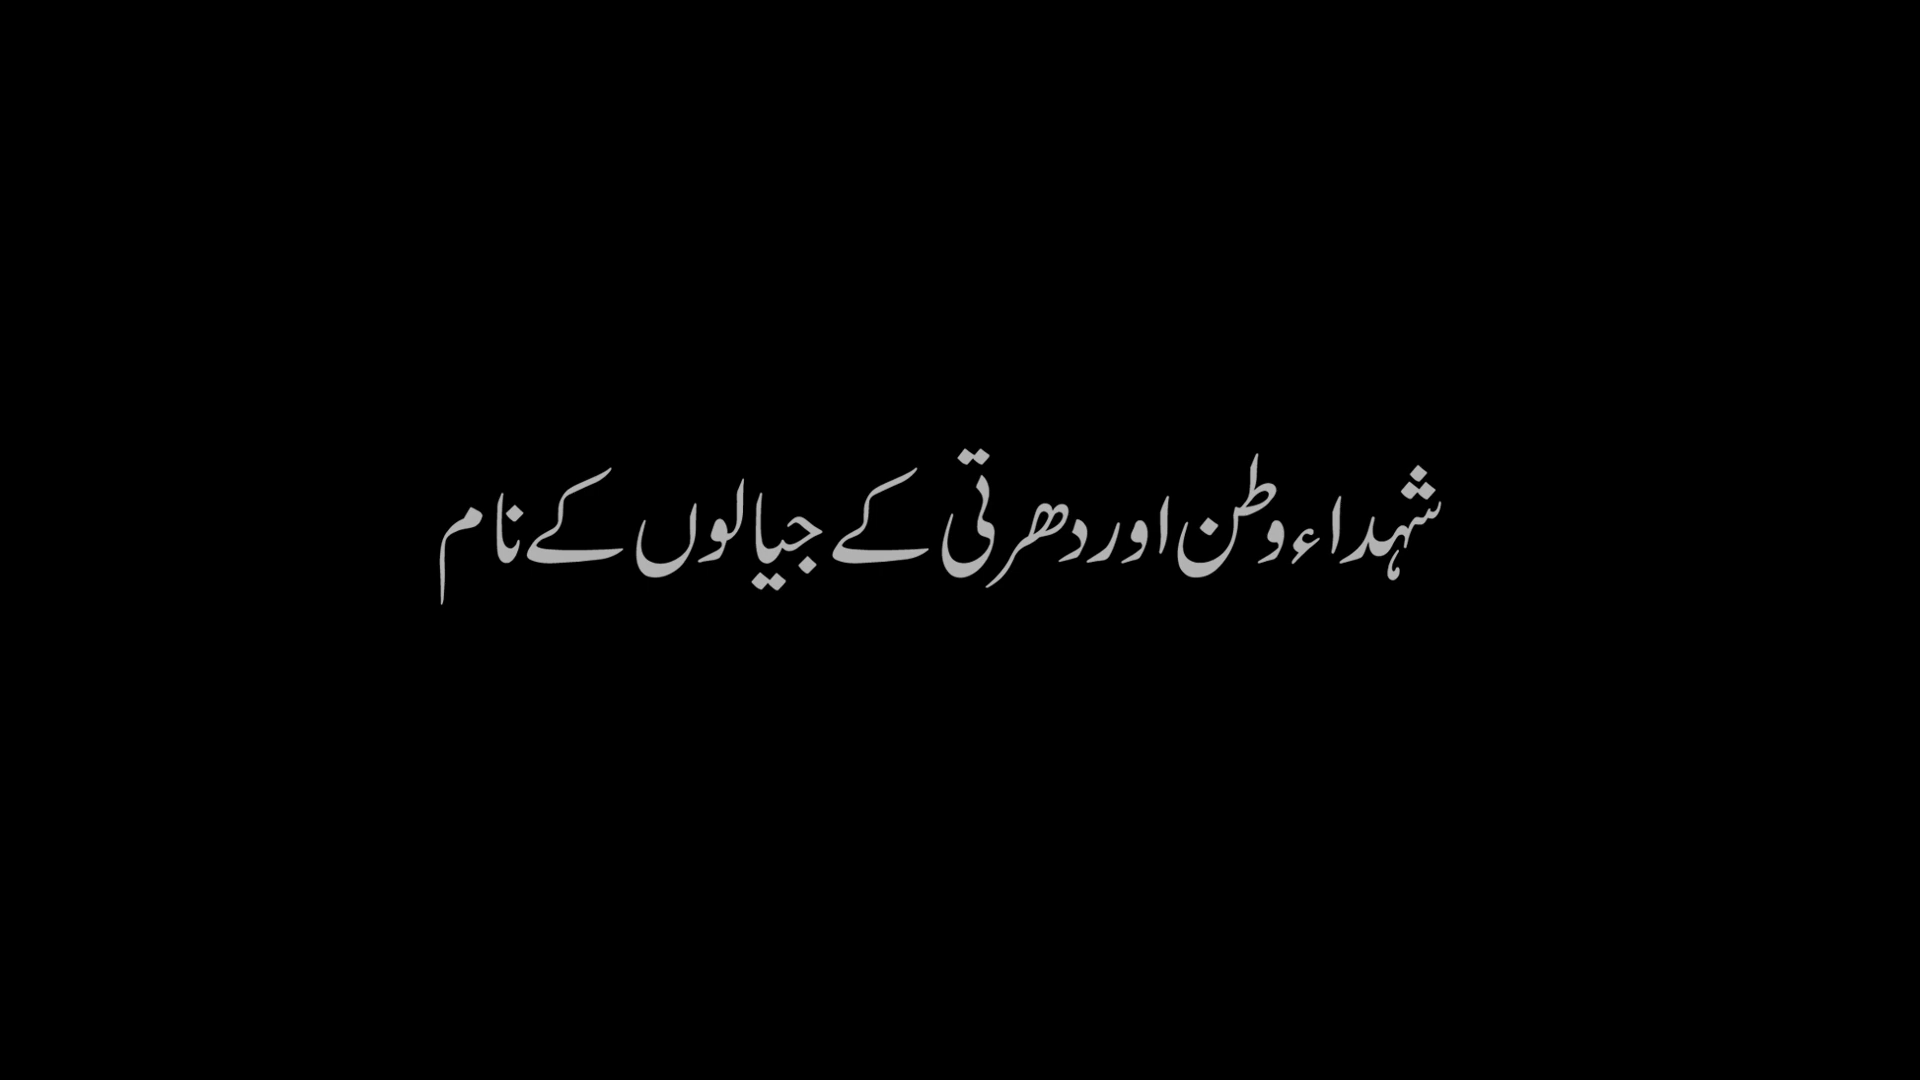 شہداء وطن اور دھرتی کے جیالوں کے نام